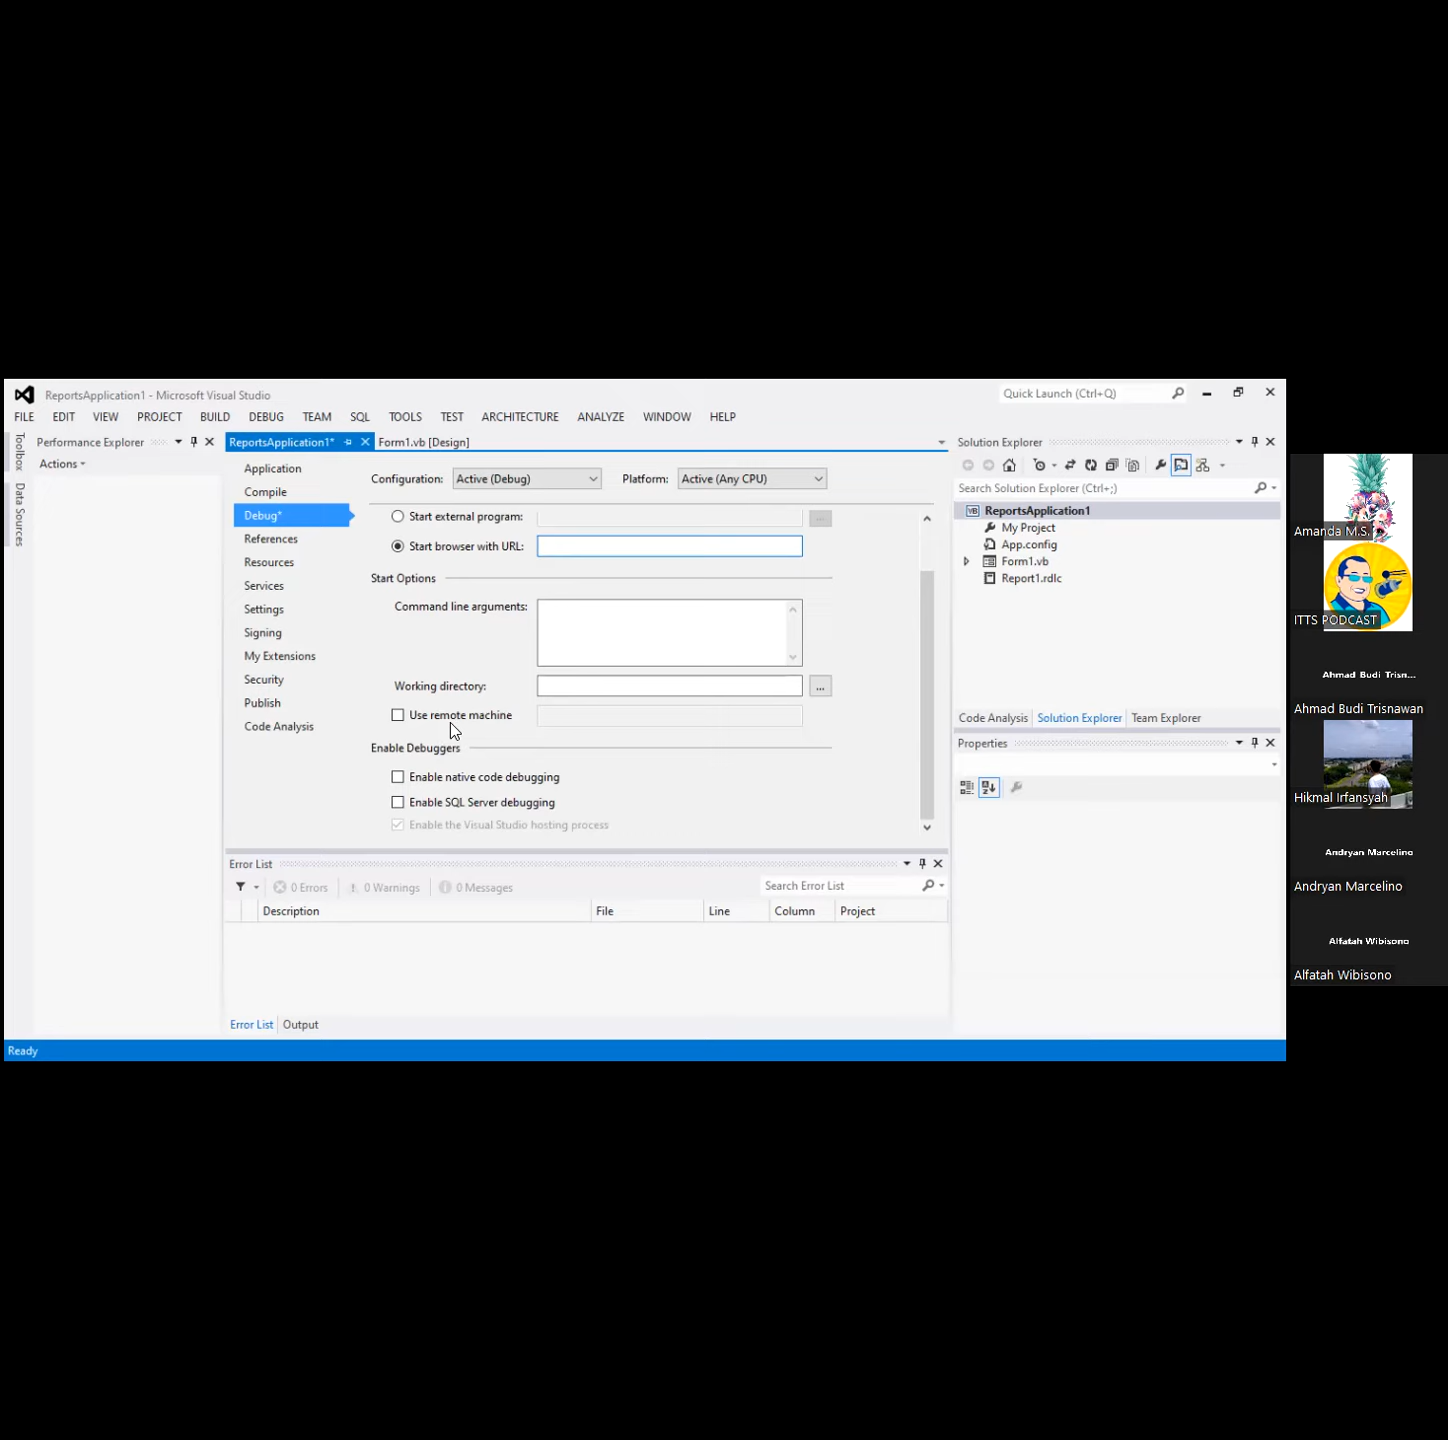 ReportsApplication1 - Microsoft Visual Studio
Quick Launch (Ctrl+Q)
FILE EDIT VIEW PROJECT BUILD DEBUG TEAM SQL TOOLS TEST ARCHITECTURE ANALYZE WINDOW HELP
Toolbox
Data Sources
Performance Explorer
Actions
ReportsApplication1*
Form1.vb [Design]
Application
Compile
Debug*
References
Resources
Services
Settings
Signing
My Extensions
Security
Publish
Code Analysis
Configuration: Active (Debug) Platform: Active (Any CPU)
Start external program:
...
Start browser with URL:
Start Options
Command line arguments:
Working directory:
...
Use remote machine
Enable Debuggers
Enable native code debugging
Enable SQL Server debugging
Enable the Visual Studio hosting process
Error List
0 Errors 0 Warnings 0 Messages
Search Error List
Description File Line Column Project
Error List Output
Ready
Solution Explorer
Search Solution Explorer (Ctrl+;)
VB ReportsApplication1
My Project
App.config
Form1.vb
Report1.rdlc
Code Analysis Solution Explorer Team Explorer
Properties
Amanda M.S.
ITTS PODCAST
Ahmad Budi Trisn...
Ahmad Budi Trisnawan
Hikmal Irfansyah
Andryan Marcelino
Andryan Marcelino
Alfatah Wibisono
Alfatah Wibisono